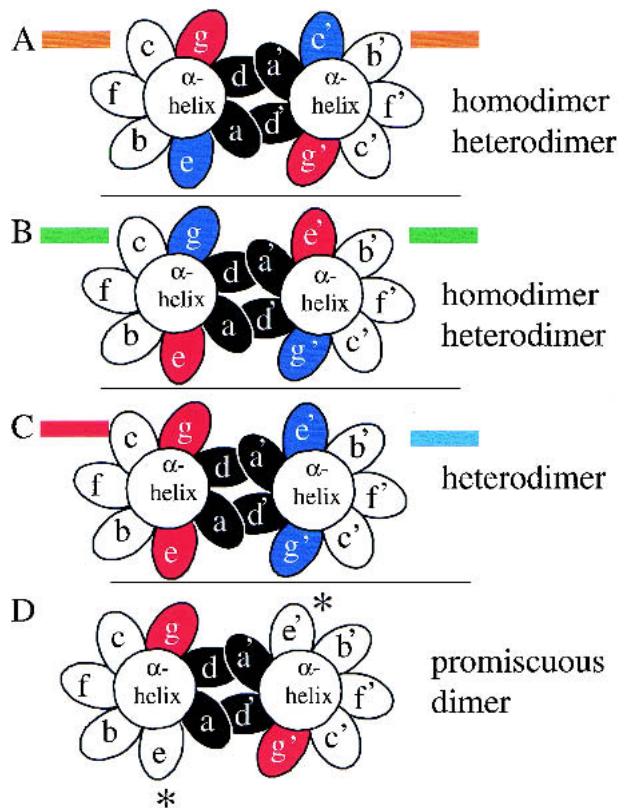 A
c g d a' c' b'
f α- helix α- helix f'
b e a d' g' c'
homodimer
heterodimer
B
c g d a' e' b'
f α- helix α- helix f'
b e a d' g' c'
homodimer
heterodimer
C
c g d a' e' b'
f α- helix α- helix f'
b e a d' g' c'
heterodimer
D
*
c g d a' e' b'
f α- helix α- helix f'
b e a d' g' c'
*
promiscuous
dimer